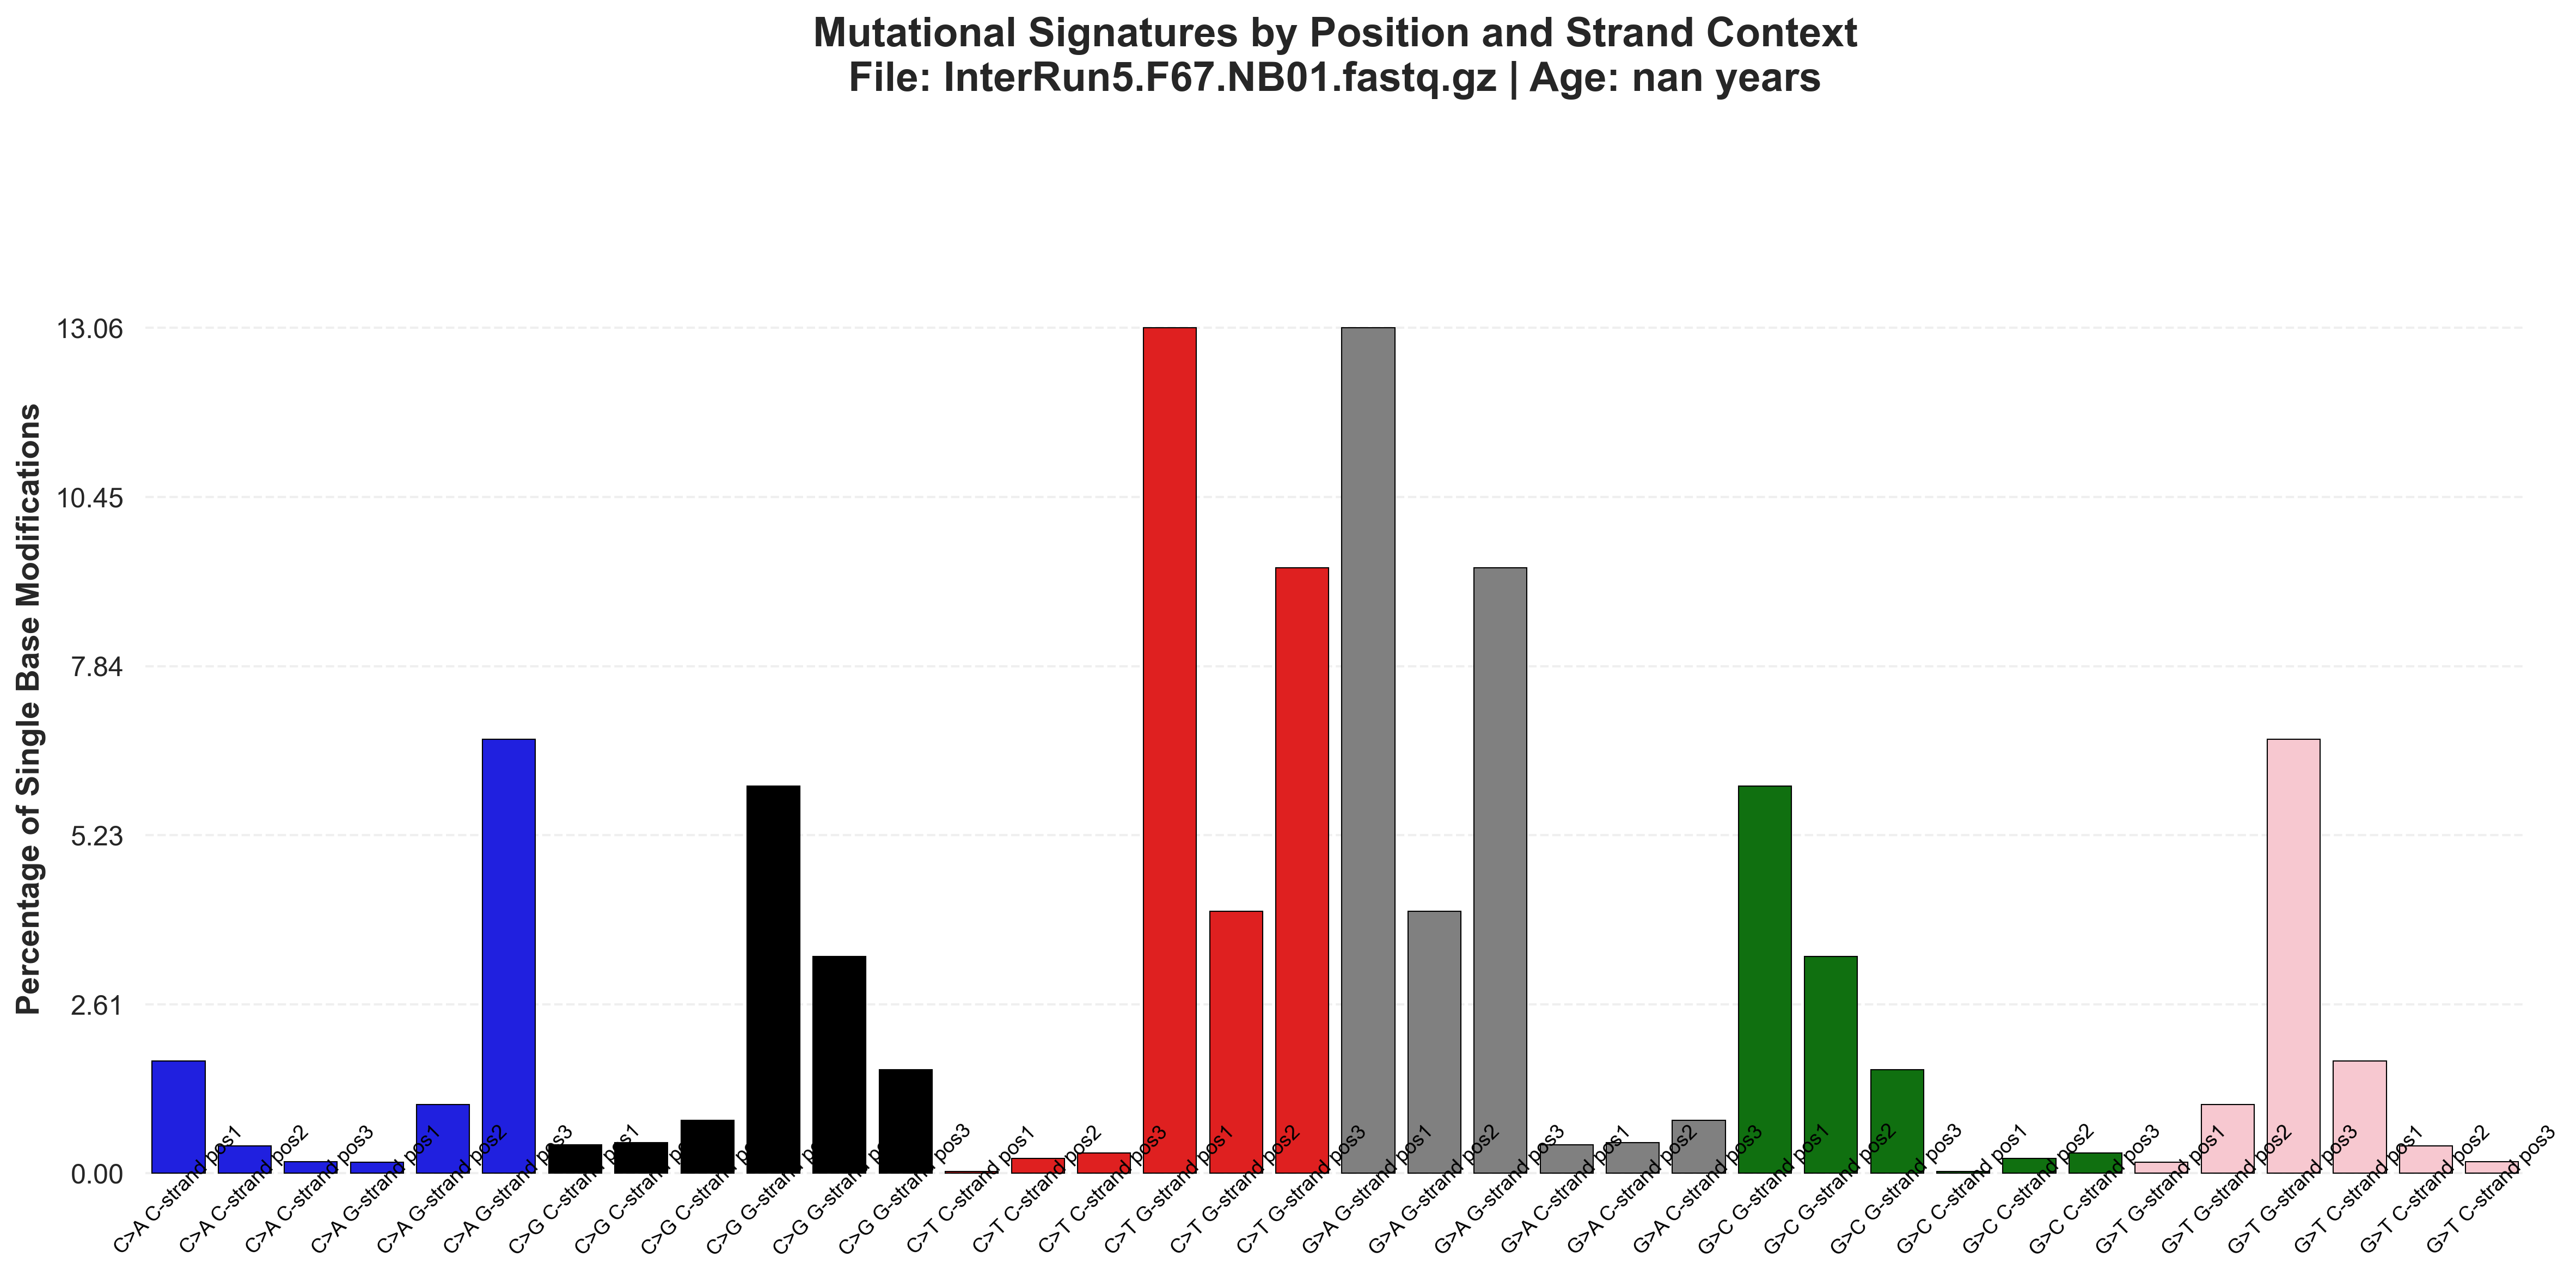 Mutational Signatures by Position and Strand Context
File: InterRun5.F67.NB01.fastq.gz | Age: nan years
Percentage of Single Base Modifications
13.06
10.45
7.84
5.23
2.61
0.00
C>A C-strand pos1
C>A C-strand pos2
C>A C-strand pos3
C>A G-strand pos1
C>A G-strand pos2
C>A G-strand pos3
C>G C-strand pos1
C>G C-strand pos2
C>G C-strand pos3
C>G G-strand pos1
C>G G-strand pos2
C>G G-strand pos3
C>T C-strand pos1
C>T C-strand pos2
C>T C-strand pos3
C>T G-strand pos1
C>T G-strand pos2
C>T G-strand pos3
G>A G-strand pos1
G>A G-strand pos2
G>A G-strand pos3
G>A C-strand pos1
G>A C-strand pos2
G>A C-strand pos3
G>C G-strand pos1
G>C G-strand pos2
G>C G-strand pos3
G>C C-strand pos1
G>C C-strand pos2
G>C C-strand pos3
G>T G-strand pos1
G>T G-strand pos2
G>T G-strand pos3
G>T C-strand pos1
G>T C-strand pos2
G>T C-strand pos3